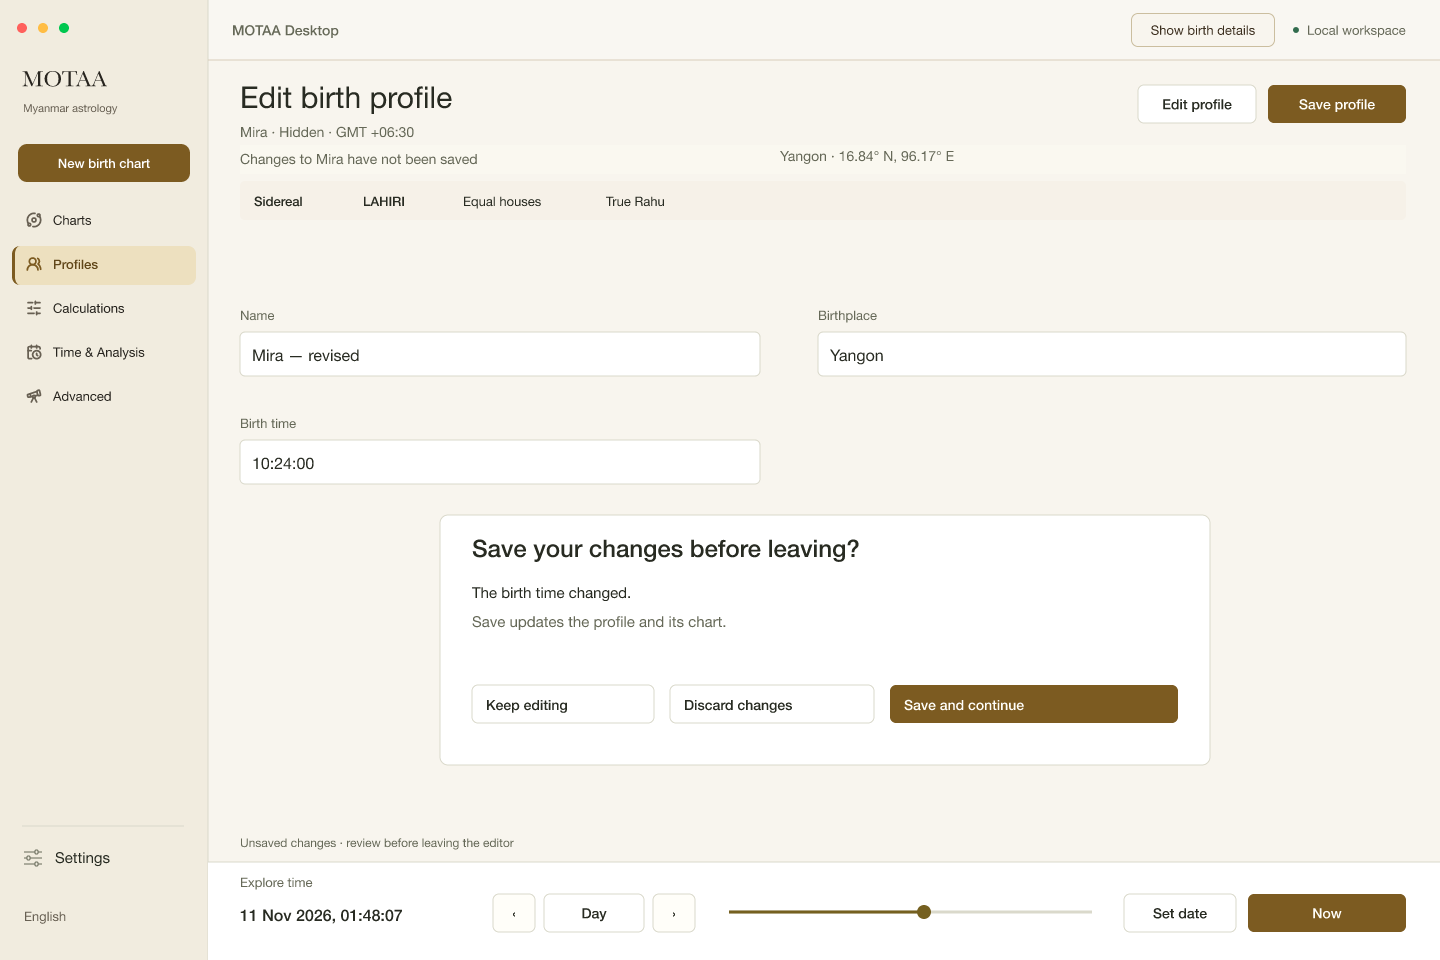 MOTAA Desktop
Show birth details
Local workspace
MOTAA
Myanmar astrology
New birth chart
Charts
Profiles
Calculations
Time & Analysis
Advanced
Settings
English
Edit birth profile
Edit profile
Save profile
Mira · Hidden · GMT +06:30
Changes to Mira have not been saved
Yangon · 16.84° N, 96.17° E
Sidereal
LAHIRI
Equal houses
True Rahu
Name
Mira — revised
Birthplace
Yangon
Birth time
10:24:00
Save your changes before leaving?
The birth time changed.
Save updates the profile and its chart.
Keep editing
Discard changes
Save and continue
Unsaved changes · review before leaving the editor
Explore time
11 Nov 2026, 01:48:07
‹
Day
›
Set date
Now